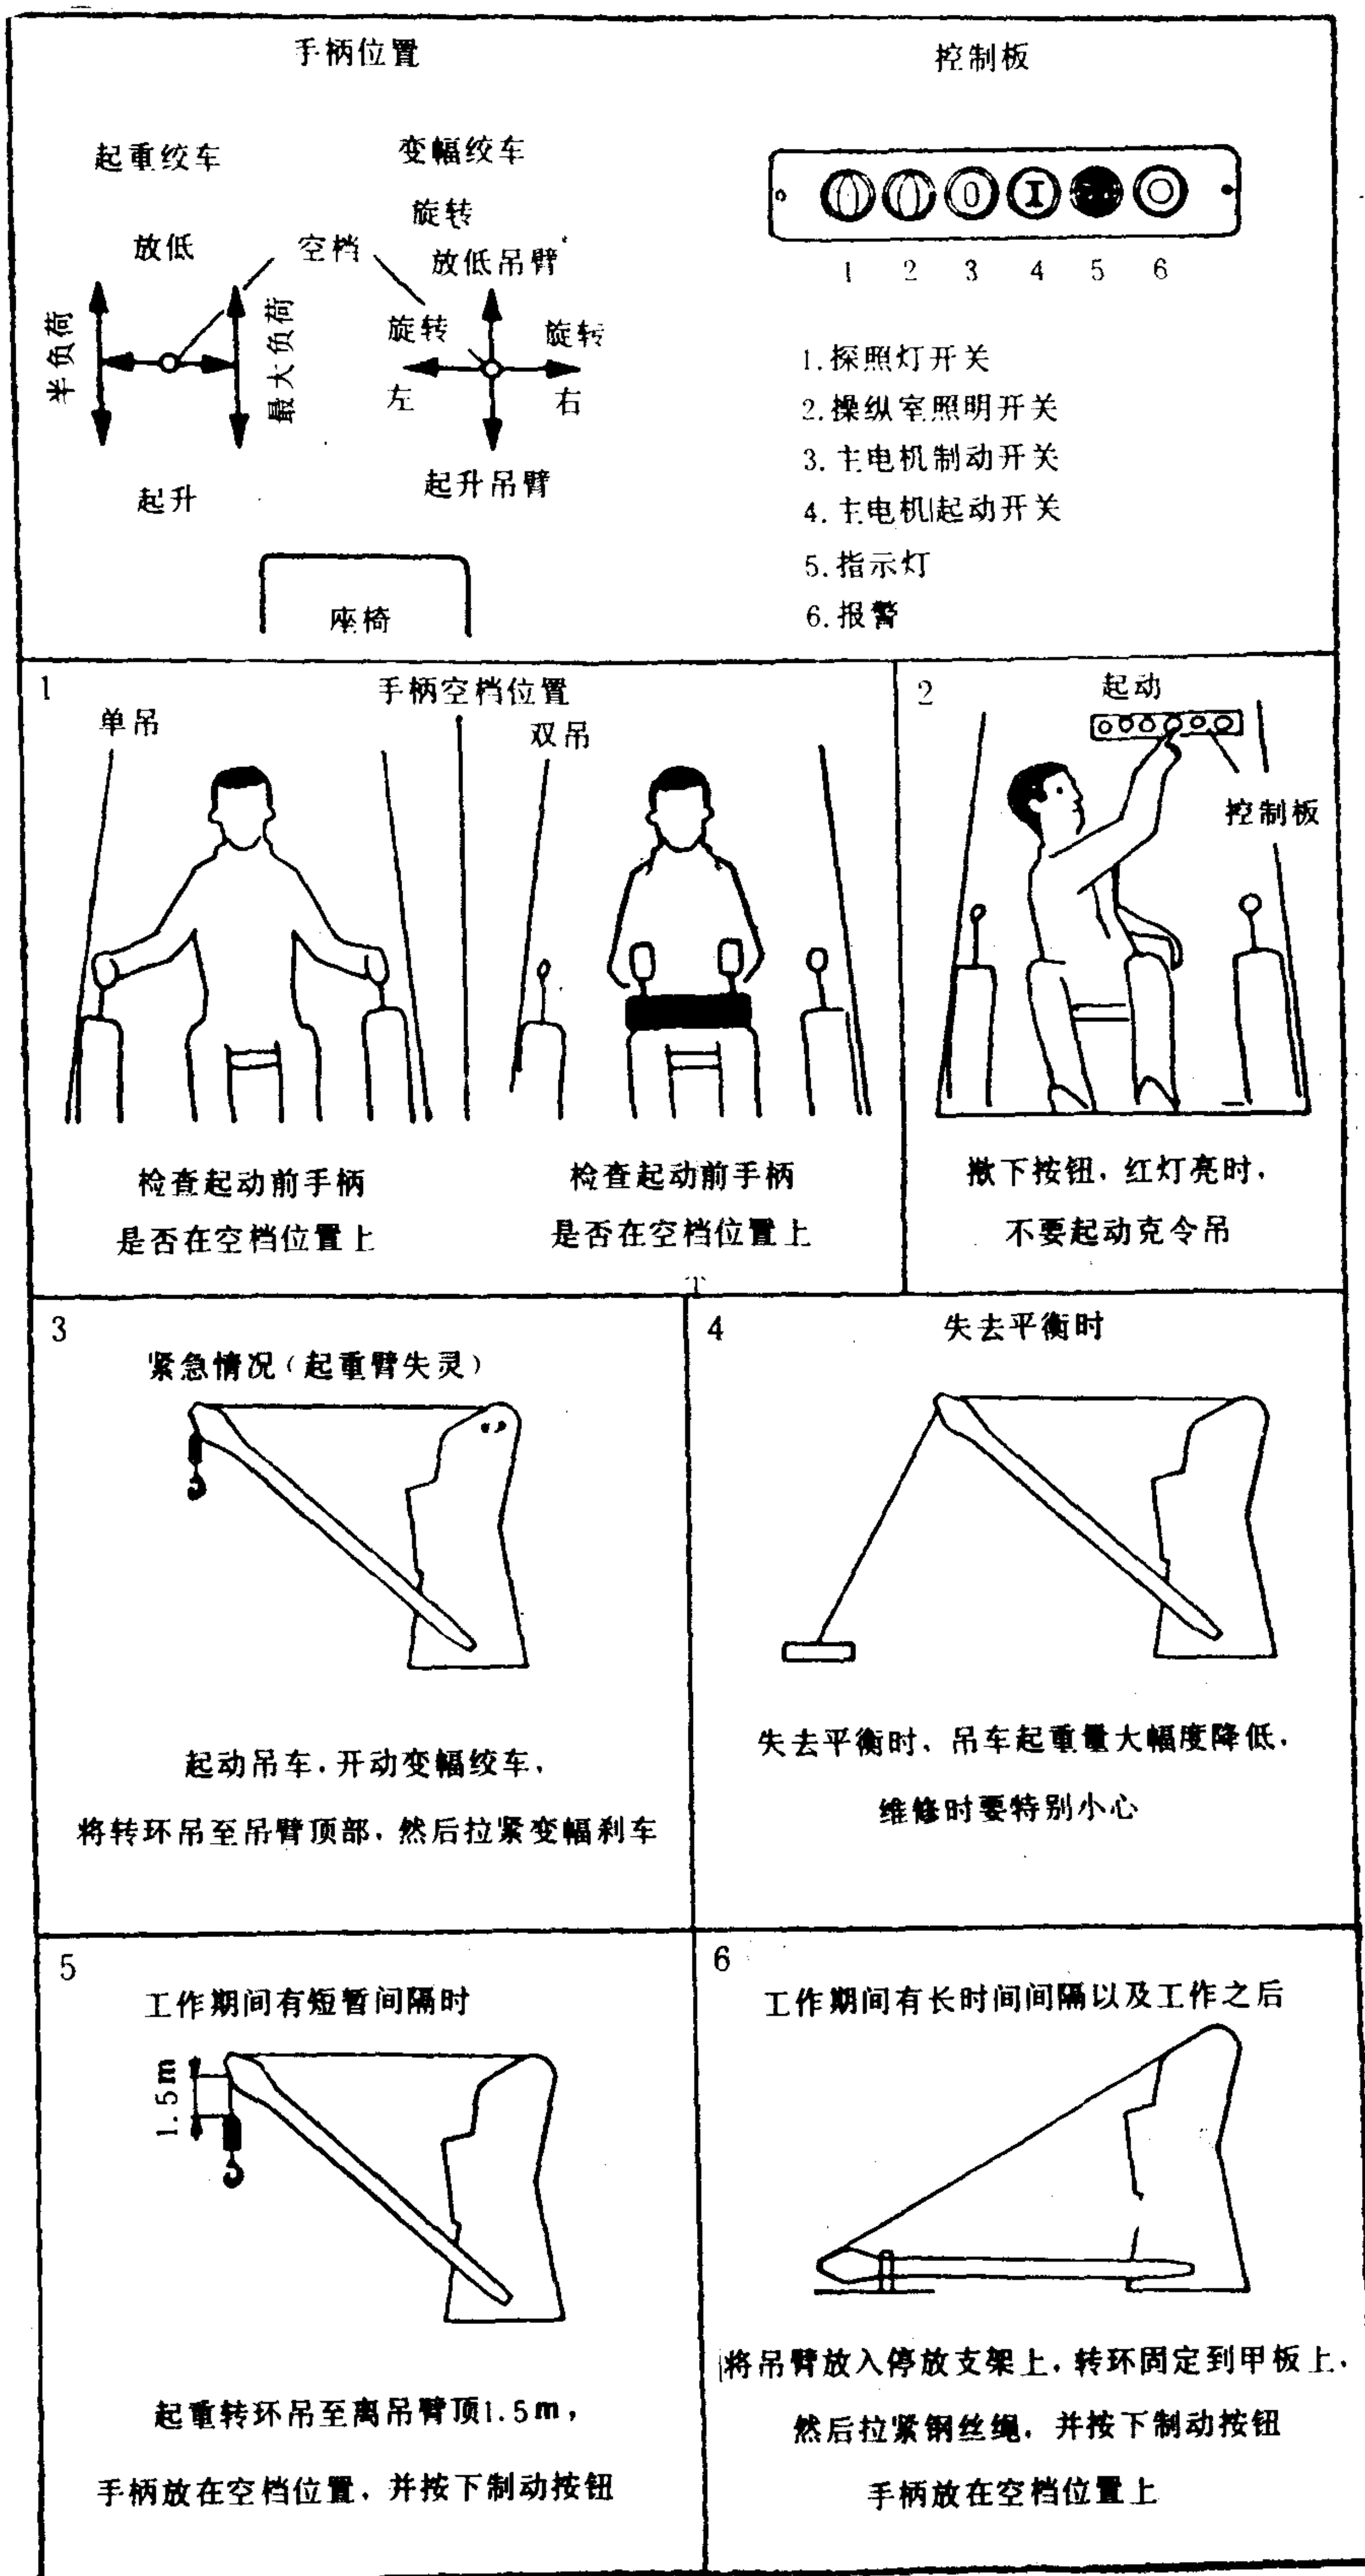 手柄位置
控制板
起重绞车
变幅绞车
旋转
放低
空档
放低吊臂
半负荷
最大负荷
旋转
旋转
左
右
起升
起升吊臂
座椅
0 I
1 2 3 4 5 6
1.探照灯开关
2.操纵室照明开关
3.主电机制动开关
4.主电机起动开关
5.指示灯
6.报警
1
手柄空档位置
单吊
双吊
检查起动前手柄
是否在空档位置上
检查起动前手柄
是否在空档位置上
2
起动
控制板
揿下按钮,红灯亮时,
不要起动克令吊
3
紧急情况(起重臂失灵)
起动吊车,开动变幅绞车,
将转环吊至吊臂顶部,然后拉紧变幅刹车
4
失去平衡时
失去平衡时,吊车起重量大幅度降低,
维修时要特别小心
5
工作期间有短暂间隔时
1.5m
起重转环吊至离吊臂顶1.5m,
手柄放在空档位置,并按下制动按钮
6
工作期间有长时间间隔以及工作之后
将吊臂放入停放支架上,转环固定到甲板上,
然后拉紧钢丝绳,并按下制动按钮
手柄放在空档位置上